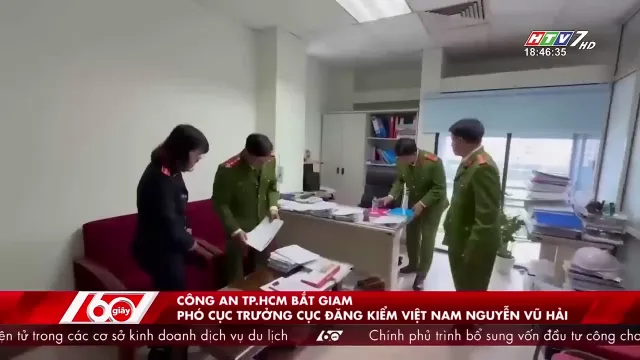 HTV7 HD
18:46:35
60 giây
CÔNG AN TP.HCM BẮT GIAM
PHÓ CỤC TRƯỞNG CỤC ĐĂNG KIỂM VIỆT NAM NGUYỄN VŨ HẢI
iện tử trong các cơ sở kinh doanh dịch vụ du lịch
Chính phủ trình bổ sung vốn đầu tư công cho